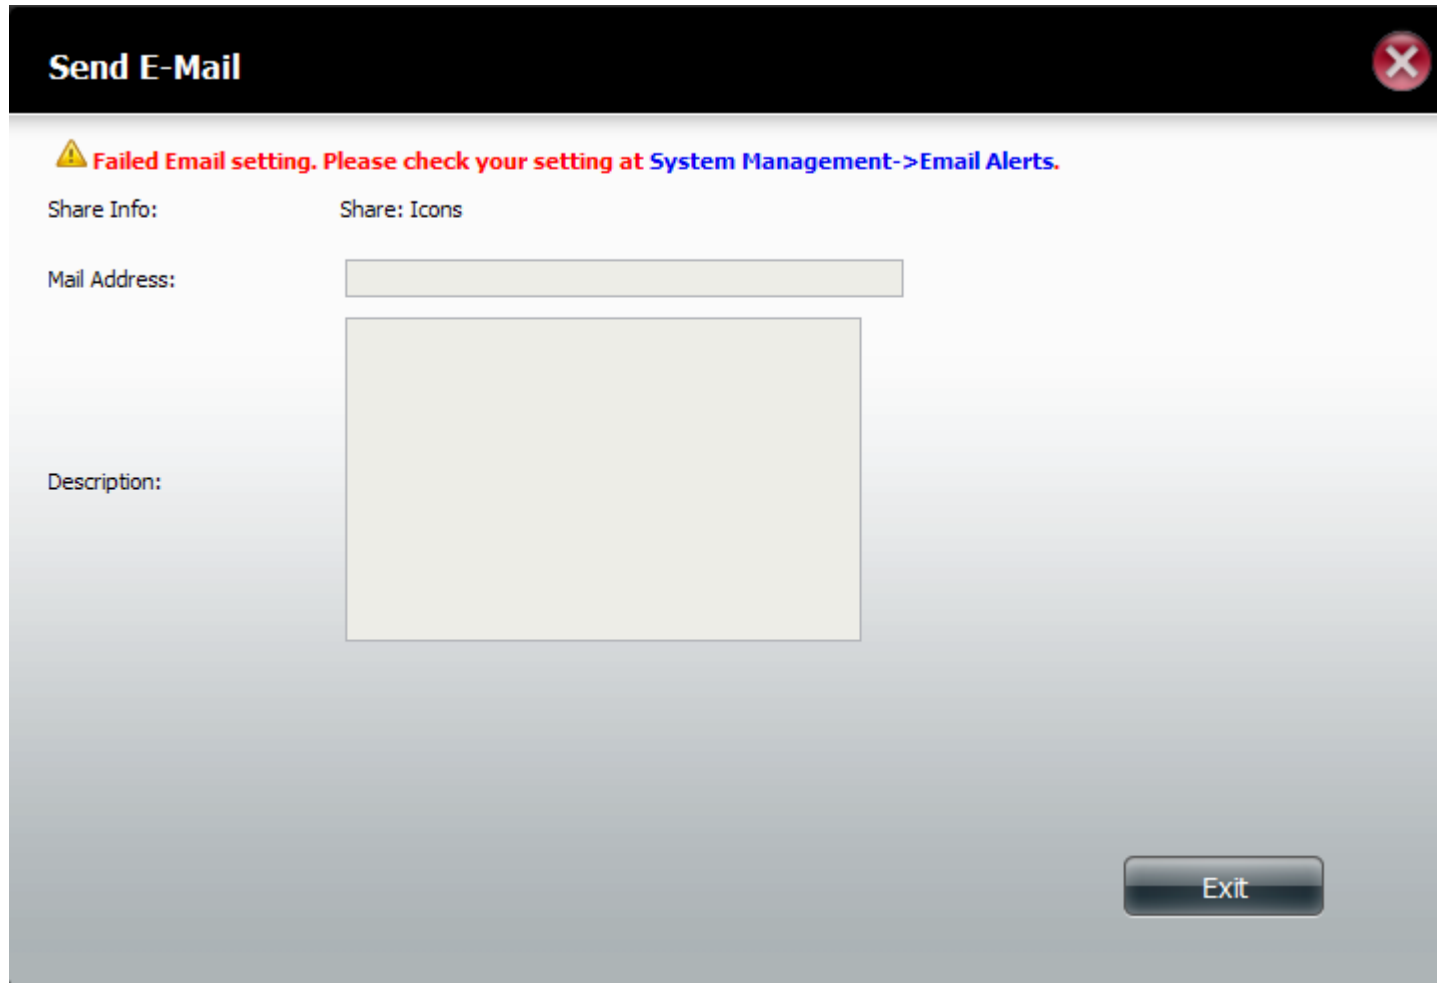 Send E-Mail
Failed Email setting. Please check your setting at System Management->Email Alerts.
Share Info: Share: Icons
Mail Address:
Description:
Exit